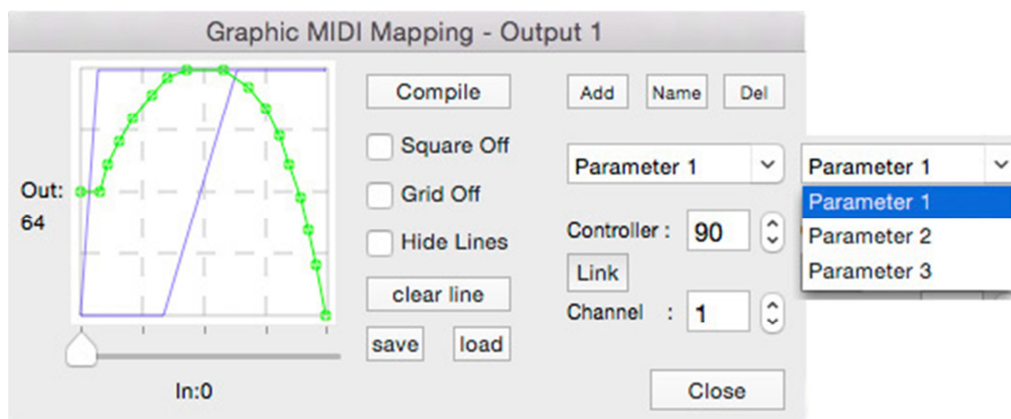 Graphic MIDI Mapping - Output 1
Out:
64
In:0
Compile
Square Off
Grid Off
Hide Lines
clear line
save load
Add Name Del
Parameter 1
Controller : 90
Link
Channel : 1
Close
Parameter 1
Parameter 1
Parameter 2
Parameter 3